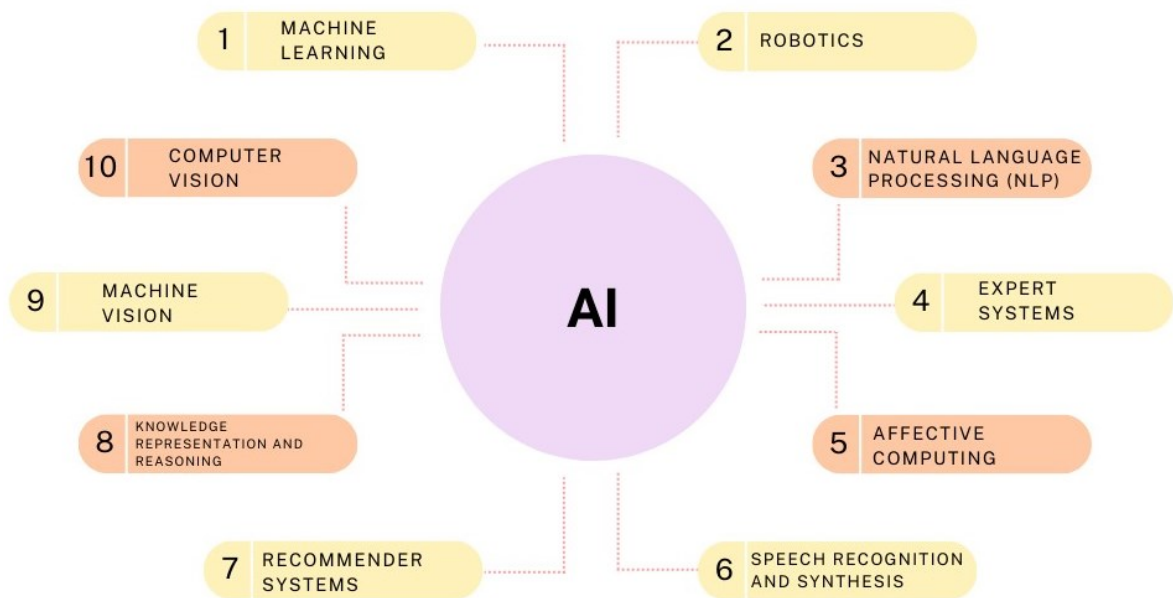 1 MACHINE
LEARNING
2 ROBOTICS
3 NATURAL LANGUAGE
PROCESSING (NLP)
4 EXPERT
SYSTEMS
5 AFFECTIVE
COMPUTING
6 SPEECH RECOGNITION
AND SYNTHESIS
7 RECOMMENDER
SYSTEMS
8 KNOWLEDGE
REPRESENTATION AND
REASONING
9 MACHINE
VISION
10 COMPUTER
VISION
AI